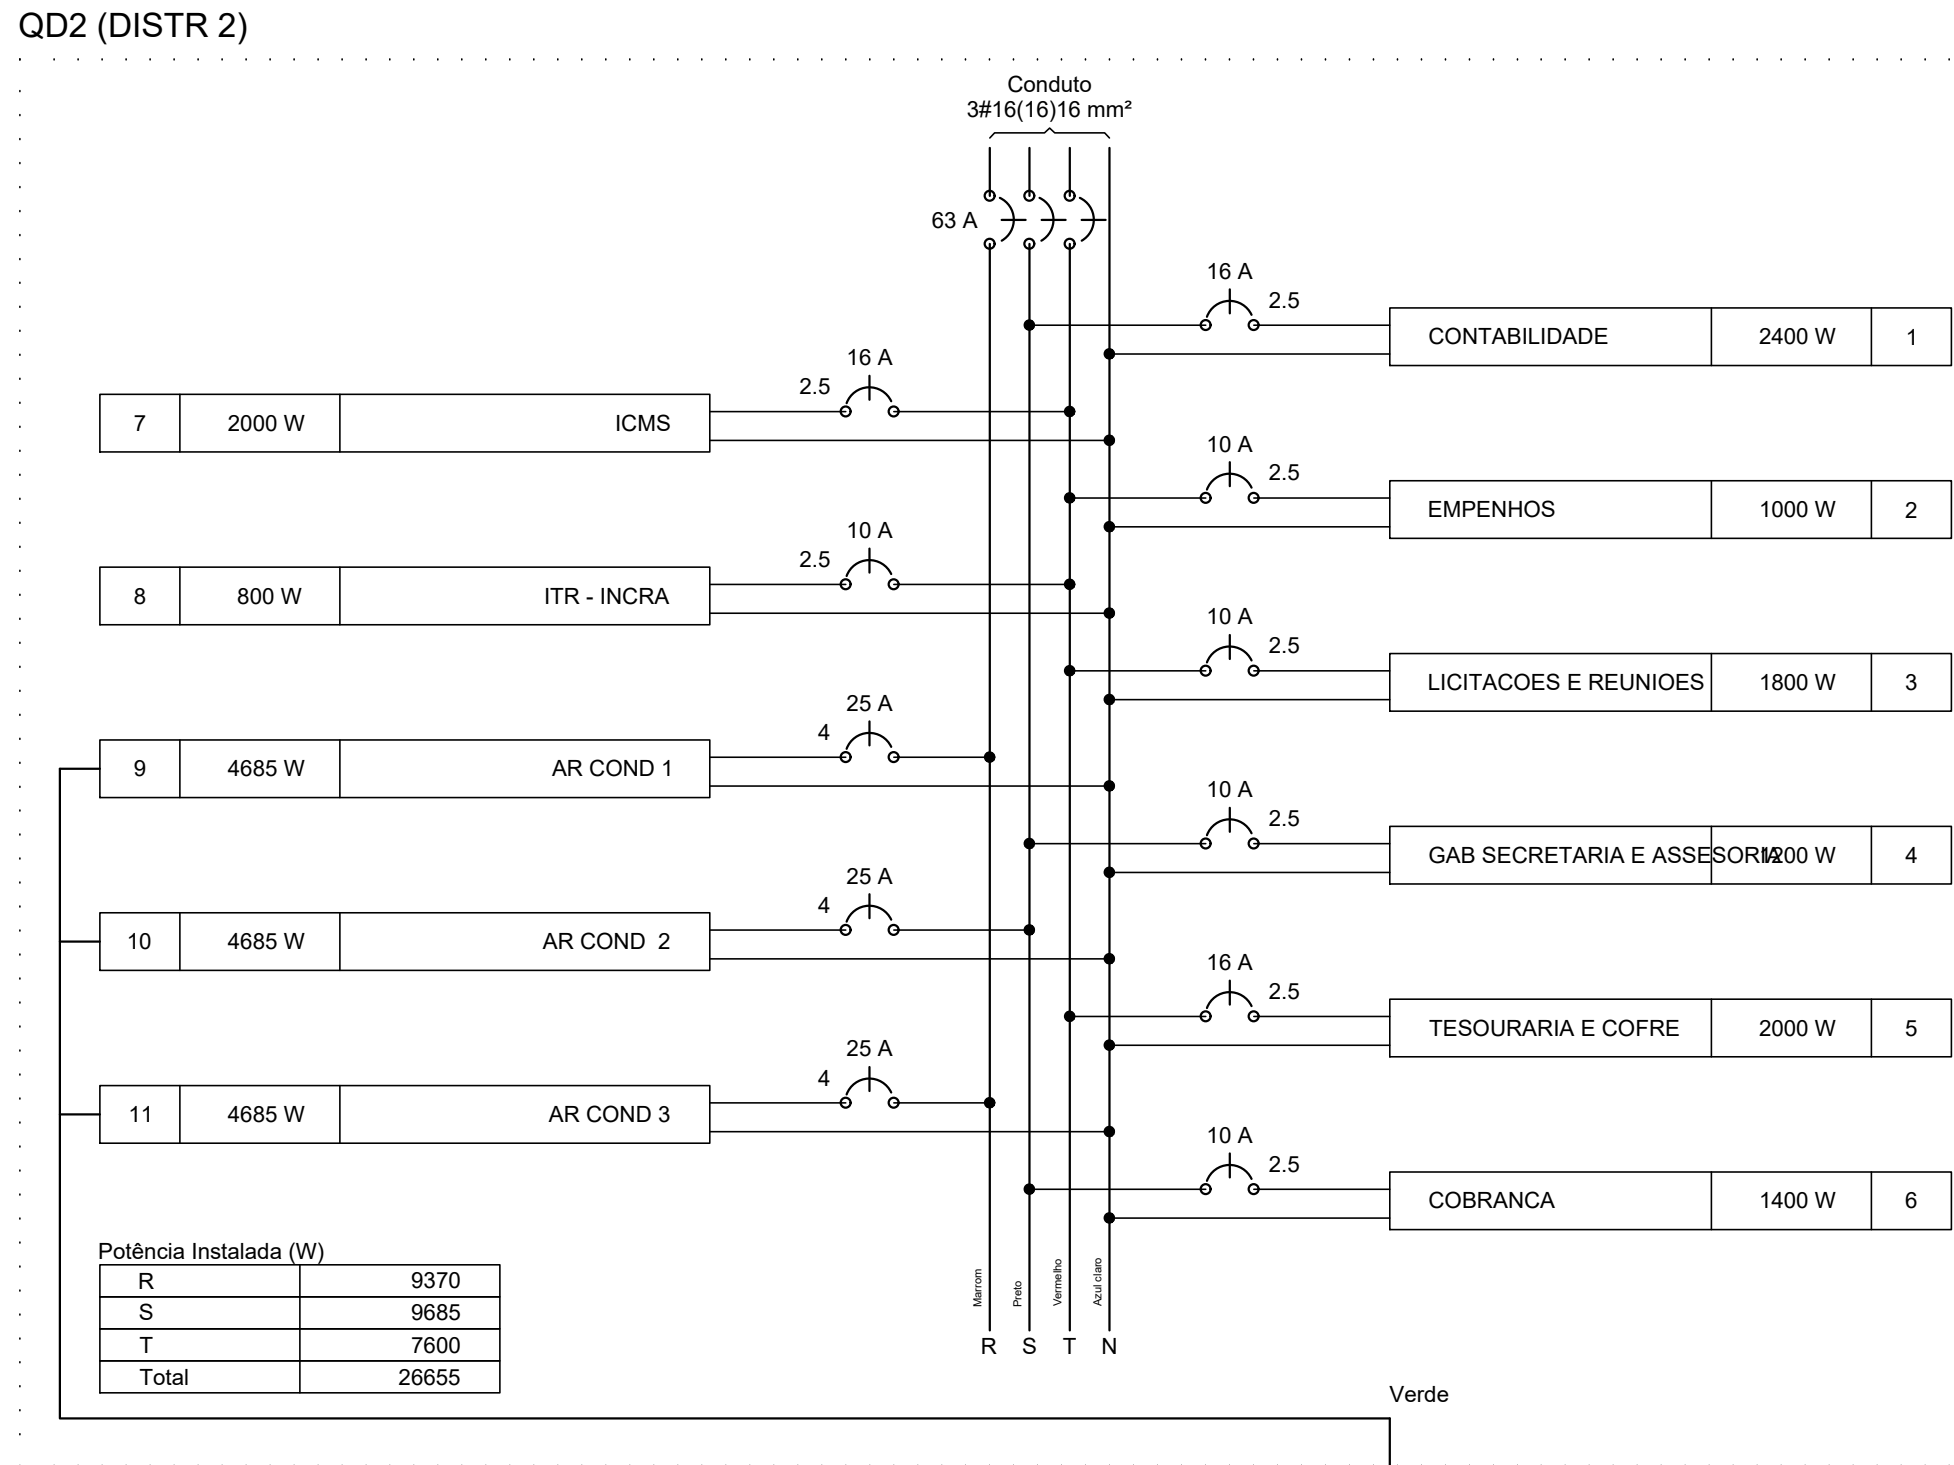 QD2 (DISTR 2)
Conduto
3#16(16)16 mm²
63 A
16 A
2.5
CONTABILIDADE 2400 W 1
16 A
2.5
7 2000 W ICMS
10 A
2.5
EMPENHOS 1000 W 2
10 A
2.5
8 800 W ITR - INCRA
10 A
2.5
LICITACOES E REUNIOES 1800 W 3
25 A
4
9 4685 W AR COND 1
10 A
2.5
GAB SECRETARIA E ASSESORIA 1200 W 4
25 A
4
10 4685 W AR COND 2
16 A
2.5
TESOURARIA E COFRE 2000 W 5
25 A
4
11 4685 W AR COND 3
10 A
2.5
COBRANCA 1400 W 6
Potência Instalada (W)
R 9370
S 9685
T 7600
Total 26655
Marrom
Preto
Vermelho
Azul claro
R S T N
Verde